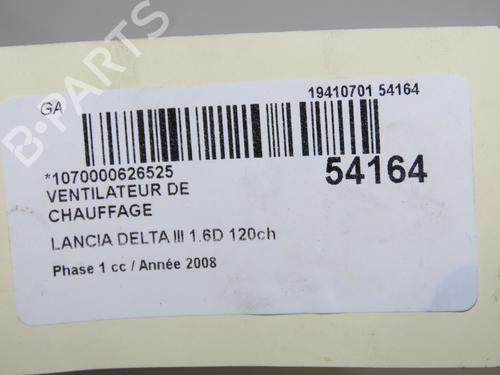 GA
19410701 54164
*1070000626525
54164
VENTILATEUR DE
CHAUFFAGE
LANCIA DELTA III 1.6D 120ch
Phase 1 cc / Année 2008
B-PARTS